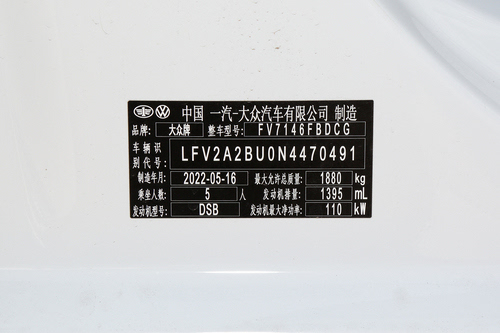 中国 一汽-大众汽车有限公司 制造
品牌: 大众牌 整车型号: FV7146FBDCG
车辆识别代号: LFV2A2BU0N4470491
制造年月: 2022-05-16 最大允许总质量: 1880 kg
乘坐人数: 5 人 发动机排量: 1395 mL
发动机型号: DSB 发动机最大净功率: 110 kW